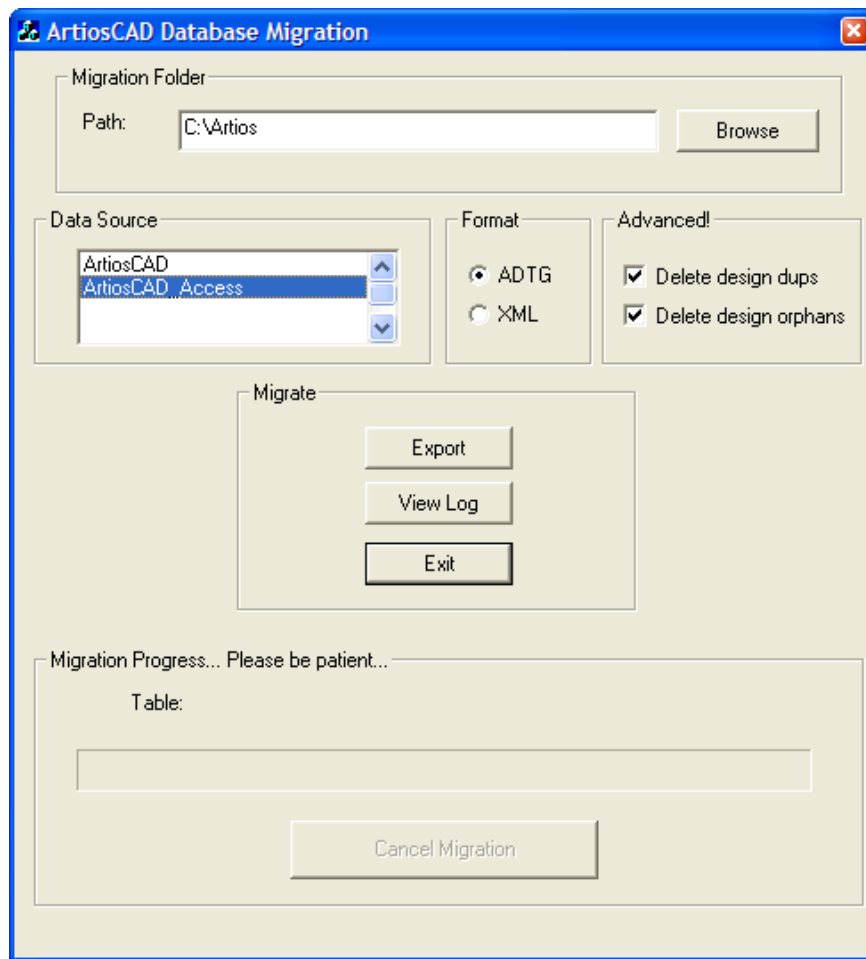 ArtiosCAD Database Migration
Migration Folder
Path:
C:\Artios
Browse
Data Source
ArtiosCAD
ArtiosCAD_Access
Format
ADTG
XML
Advanced!
Delete design dups
Delete design orphans
Migrate
Export
View Log
Exit
Migration Progress... Please be patient...
Table:
Cancel Migration